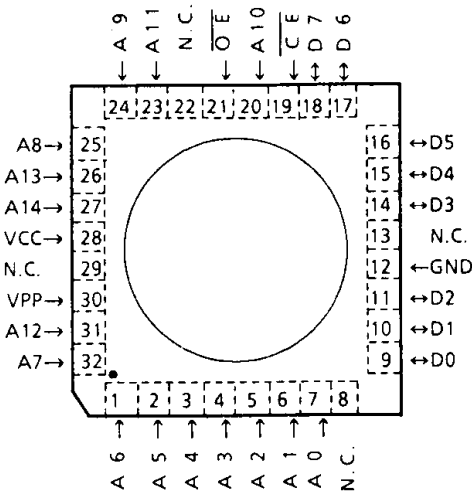 A9 A11 N.C. OE A10 CE D7 D6
24 23 22 21 20 19 18 17
A8→ 25 16 ↔D5
A13→ 26 15 ↔D4
A14→ 27 14 ↔D3
VCC→ 28 13 N.C.
N.C. 29 12 ←GND
VPP→ 30 11 ↔D2
A12→ 31 10 ↔D1
A7→ 32 9 ↔D0
1 2 3 4 5 6 7 8
A6 A5 A4 A3 A2 A1 A0 N.C.